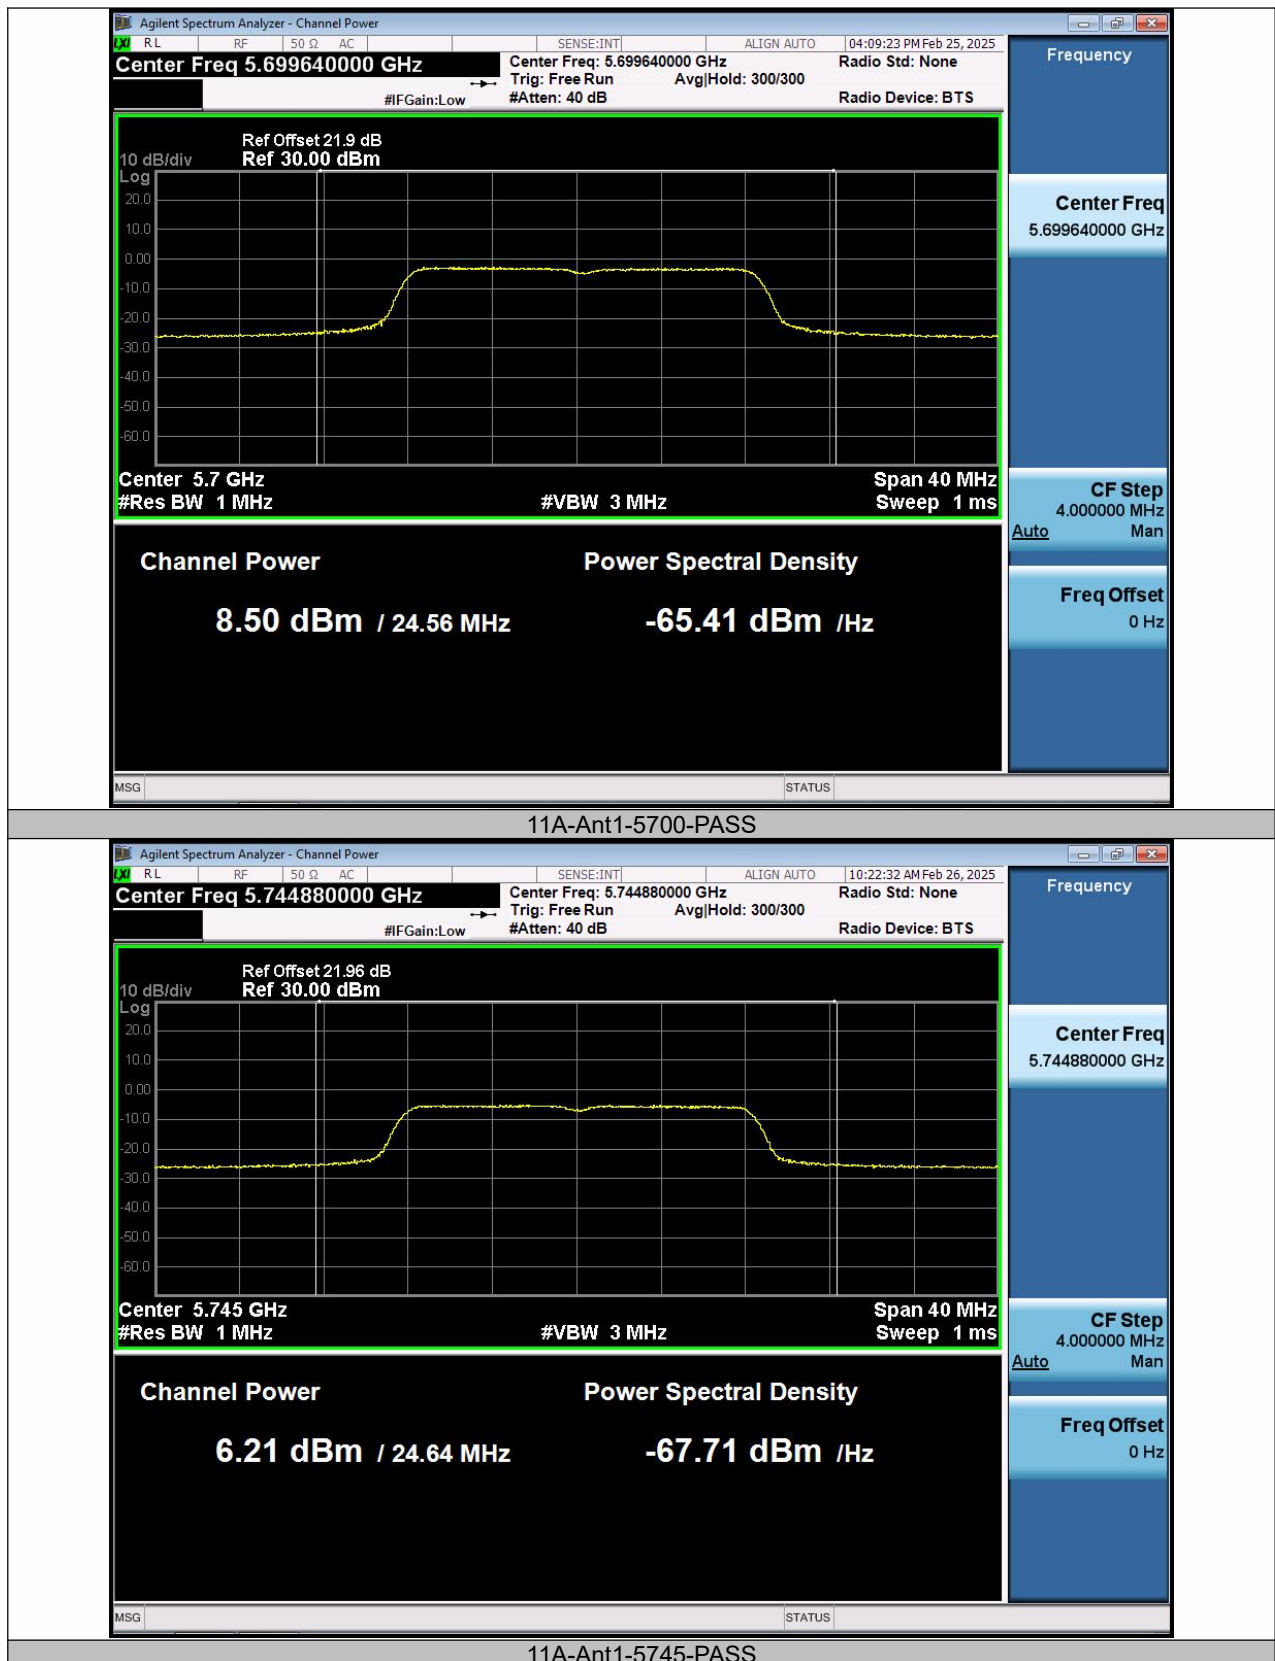 Agilent Spectrum Analyzer - Channel Power
LXI RL RF 50 Ω AC SENSE:INT ALIGN AUTO 04:09:23 PM Feb 25, 2025
Center Freq 5.699640000 GHz
Center Freq: 5.699640000 GHz Radio Std: None
Trig: Free Run Avg|Hold: 300/300
#IFGain:Low #Atten: 40 dB Radio Device: BTS
Frequency
Ref Offset 21.9 dB
10 dB/div Ref 30.00 dBm
Log
20.0
10.0
0.00
-10.0
-20.0
-30.0
-40.0
-50.0
-60.0
Center Freq
5.699640000 GHz
Center 5.7 GHz Span 40 MHz
#Res BW 1 MHz #VBW 3 MHz Sweep 1 ms
CF Step
4.000000 MHz
Auto Man
Channel Power Power Spectral Density
8.50 dBm / 24.56 MHz -65.41 dBm /Hz
Freq Offset
0 Hz
MSG STATUS
11A-Ant1-5700-PASS
Agilent Spectrum Analyzer - Channel Power
LXI RL RF 50 Ω AC SENSE:INT ALIGN AUTO 10:22:32 AM Feb 26, 2025
Center Freq 5.744880000 GHz
Center Freq: 5.744880000 GHz Radio Std: None
Trig: Free Run Avg|Hold: 300/300
#IFGain:Low #Atten: 40 dB Radio Device: BTS
Frequency
Ref Offset 21.96 dB
10 dB/div Ref 30.00 dBm
Log
20.0
10.0
0.00
-10.0
-20.0
-30.0
-40.0
-50.0
-60.0
Center Freq
5.744880000 GHz
Center 5.745 GHz Span 40 MHz
#Res BW 1 MHz #VBW 3 MHz Sweep 1 ms
CF Step
4.000000 MHz
Auto Man
Channel Power Power Spectral Density
6.21 dBm / 24.64 MHz -67.71 dBm /Hz
Freq Offset
0 Hz
MSG STATUS
11A-Ant1-5745-PASS